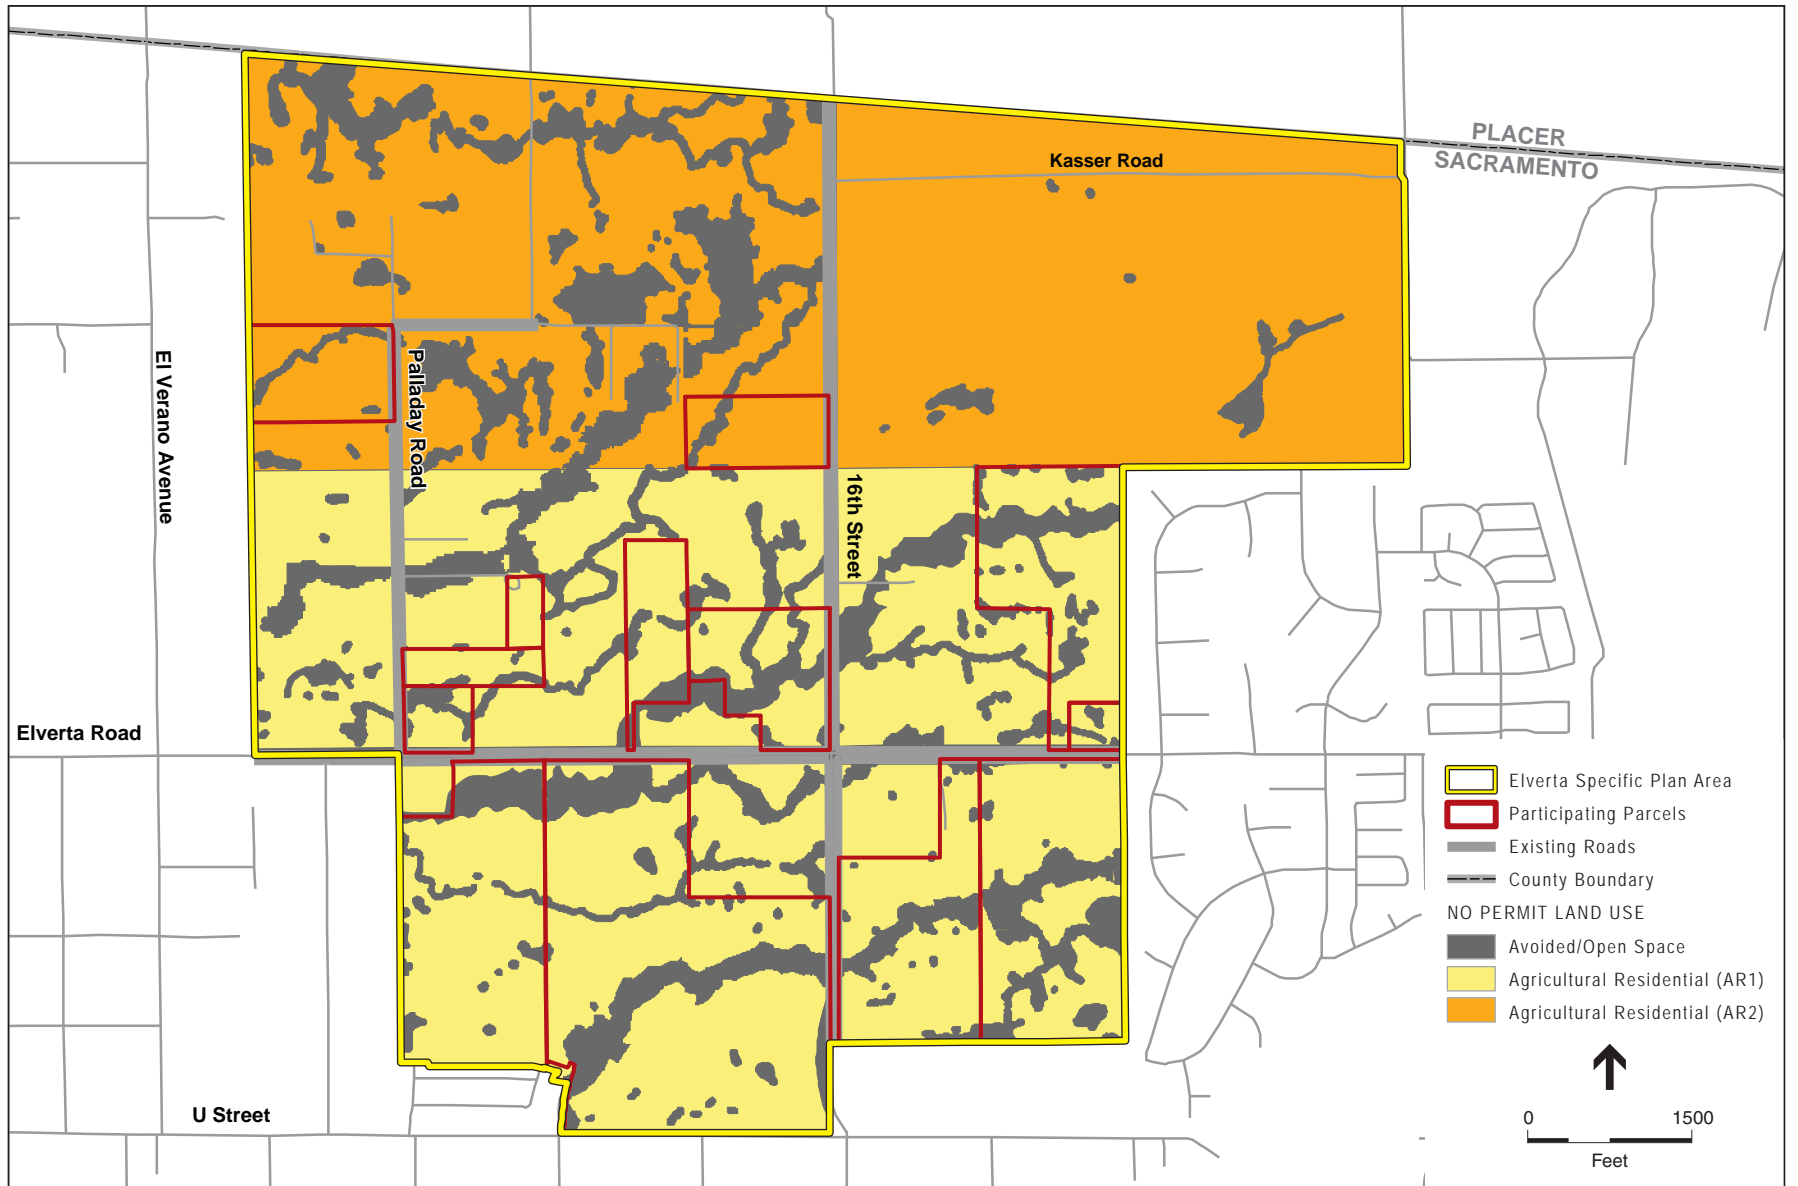 PLACER
SACRAMENTO
Kasser Road
El Verano Avenue
Palladay Road
16th Street
Elverta Road
U Street
Elverta Specific Plan Area
Participating Parcels
Existing Roads
County Boundary
NO PERMIT LAND USE
Avoided/Open Space
Agricultural Residential (AR1)
Agricultural Residential (AR2)
0 1500
Feet